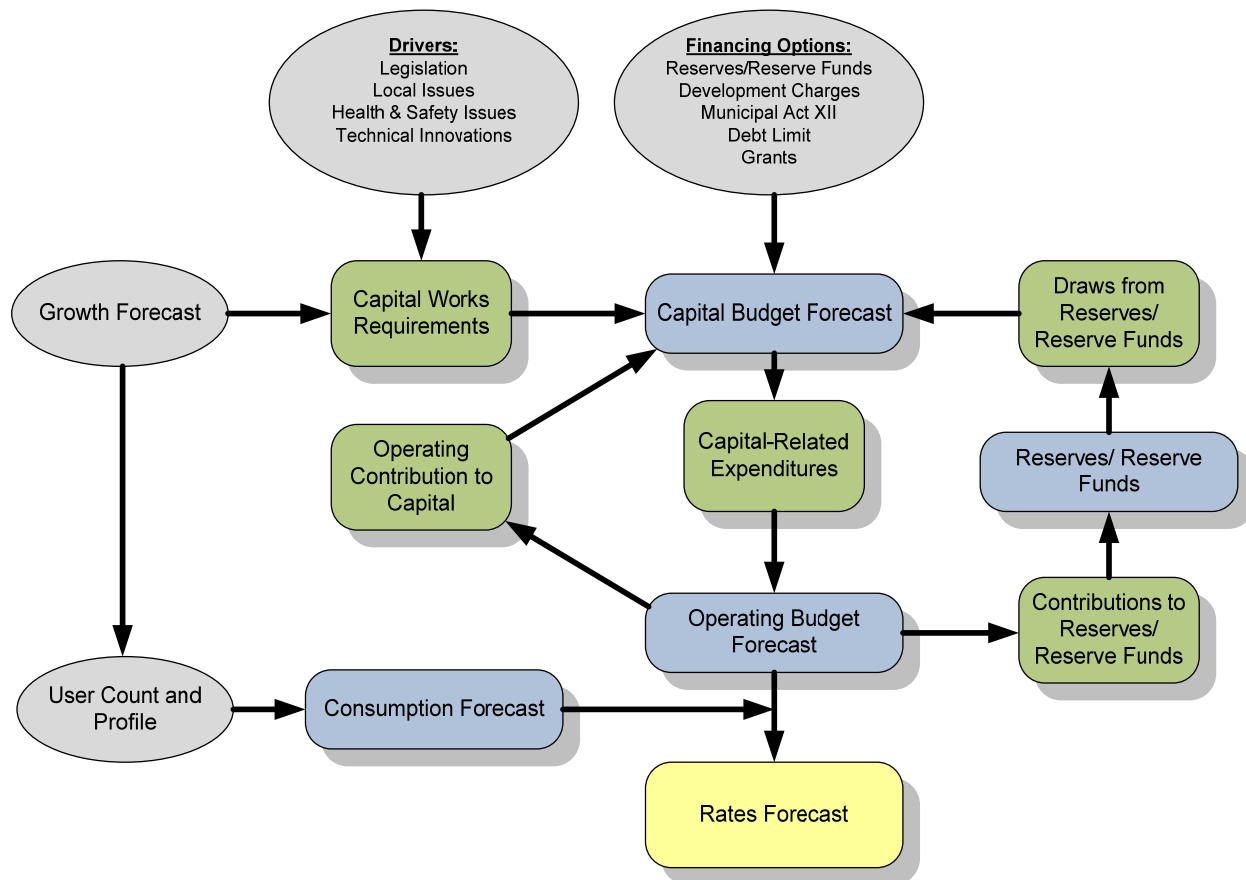 Drivers:
Legislation
Local Issues
Health & Safety Issues
Technical Innovations
Financing Options:
Reserves/Reserve Funds
Development Charges
Municipal Act XII
Debt Limit
Grants
Growth Forecast
Capital Works
Requirements
Capital Budget Forecast
Draws from
Reserves/
Reserve Funds
Operating
Contribution to
Capital
Capital-Related
Expenditures
Reserves/ Reserve
Funds
Operating Budget
Forecast
Contributions to
Reserves/
Reserve Funds
User Count and
Profile
Consumption Forecast
Rates Forecast